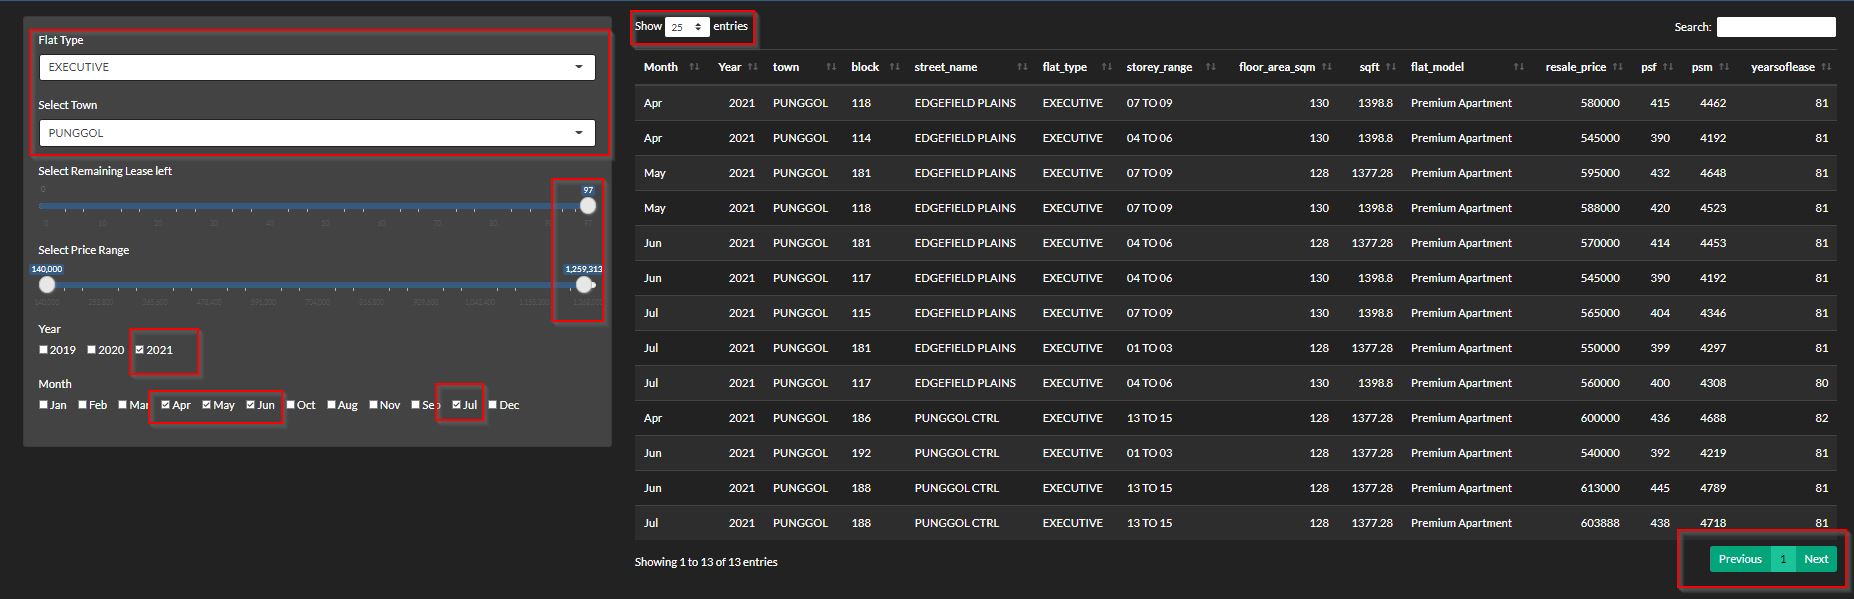 Flat Type
EXECUTIVE
Select Town
PUNGGOL
Select Remaining Lease left
0 97
0 10 20 30 40 50 60 70 80 97
Select Price Range
140,000 1,259,313
140,000 252,800 365,600 478,400 591,200 704,000 816,800 929,600 1,042,400 1,155,200 1,268,000
Year
2019 2020 2021
Month
Jan Feb Mar Apr May Jun Oct Aug Nov Sep Jul Dec
Show 25 entries
Search:
Month Year town block street_name flat_type storey_range floor_area_sqm sqft flat_model resale_price psf psm yearsoflease
Apr 2021 PUNGGOL 118 EDGEFIELD PLAINS EXECUTIVE 07 TO 09 130 1398.8 Premium Apartment 580000 415 4462 81
Apr 2021 PUNGGOL 114 EDGEFIELD PLAINS EXECUTIVE 04 TO 06 130 1398.8 Premium Apartment 545000 390 4192 81
May 2021 PUNGGOL 181 EDGEFIELD PLAINS EXECUTIVE 07 TO 09 128 1377.28 Premium Apartment 595000 432 4648 81
May 2021 PUNGGOL 118 EDGEFIELD PLAINS EXECUTIVE 07 TO 09 130 1398.8 Premium Apartment 588000 420 4523 81
Jun 2021 PUNGGOL 181 EDGEFIELD PLAINS EXECUTIVE 04 TO 06 128 1377.28 Premium Apartment 570000 414 4453 81
Jun 2021 PUNGGOL 117 EDGEFIELD PLAINS EXECUTIVE 04 TO 06 130 1398.8 Premium Apartment 545000 390 4192 81
Jul 2021 PUNGGOL 115 EDGEFIELD PLAINS EXECUTIVE 07 TO 09 130 1398.8 Premium Apartment 565000 404 4346 81
Jul 2021 PUNGGOL 181 EDGEFIELD PLAINS EXECUTIVE 01 TO 03 128 1377.28 Premium Apartment 550000 399 4297 81
Jul 2021 PUNGGOL 117 EDGEFIELD PLAINS EXECUTIVE 04 TO 06 130 1398.8 Premium Apartment 560000 400 4308 80
Apr 2021 PUNGGOL 186 PUNGGOL CTRL EXECUTIVE 13 TO 15 128 1377.28 Premium Apartment 600000 436 4688 82
Jun 2021 PUNGGOL 192 PUNGGOL CTRL EXECUTIVE 01 TO 03 128 1377.28 Premium Apartment 540000 392 4219 81
Jun 2021 PUNGGOL 188 PUNGGOL CTRL EXECUTIVE 13 TO 15 128 1377.28 Premium Apartment 613000 445 4789 81
Jul 2021 PUNGGOL 188 PUNGGOL CTRL EXECUTIVE 13 TO 15 128 1377.28 Premium Apartment 603888 438 4718 81
Showing 1 to 13 of 13 entries
Previous 1 Next